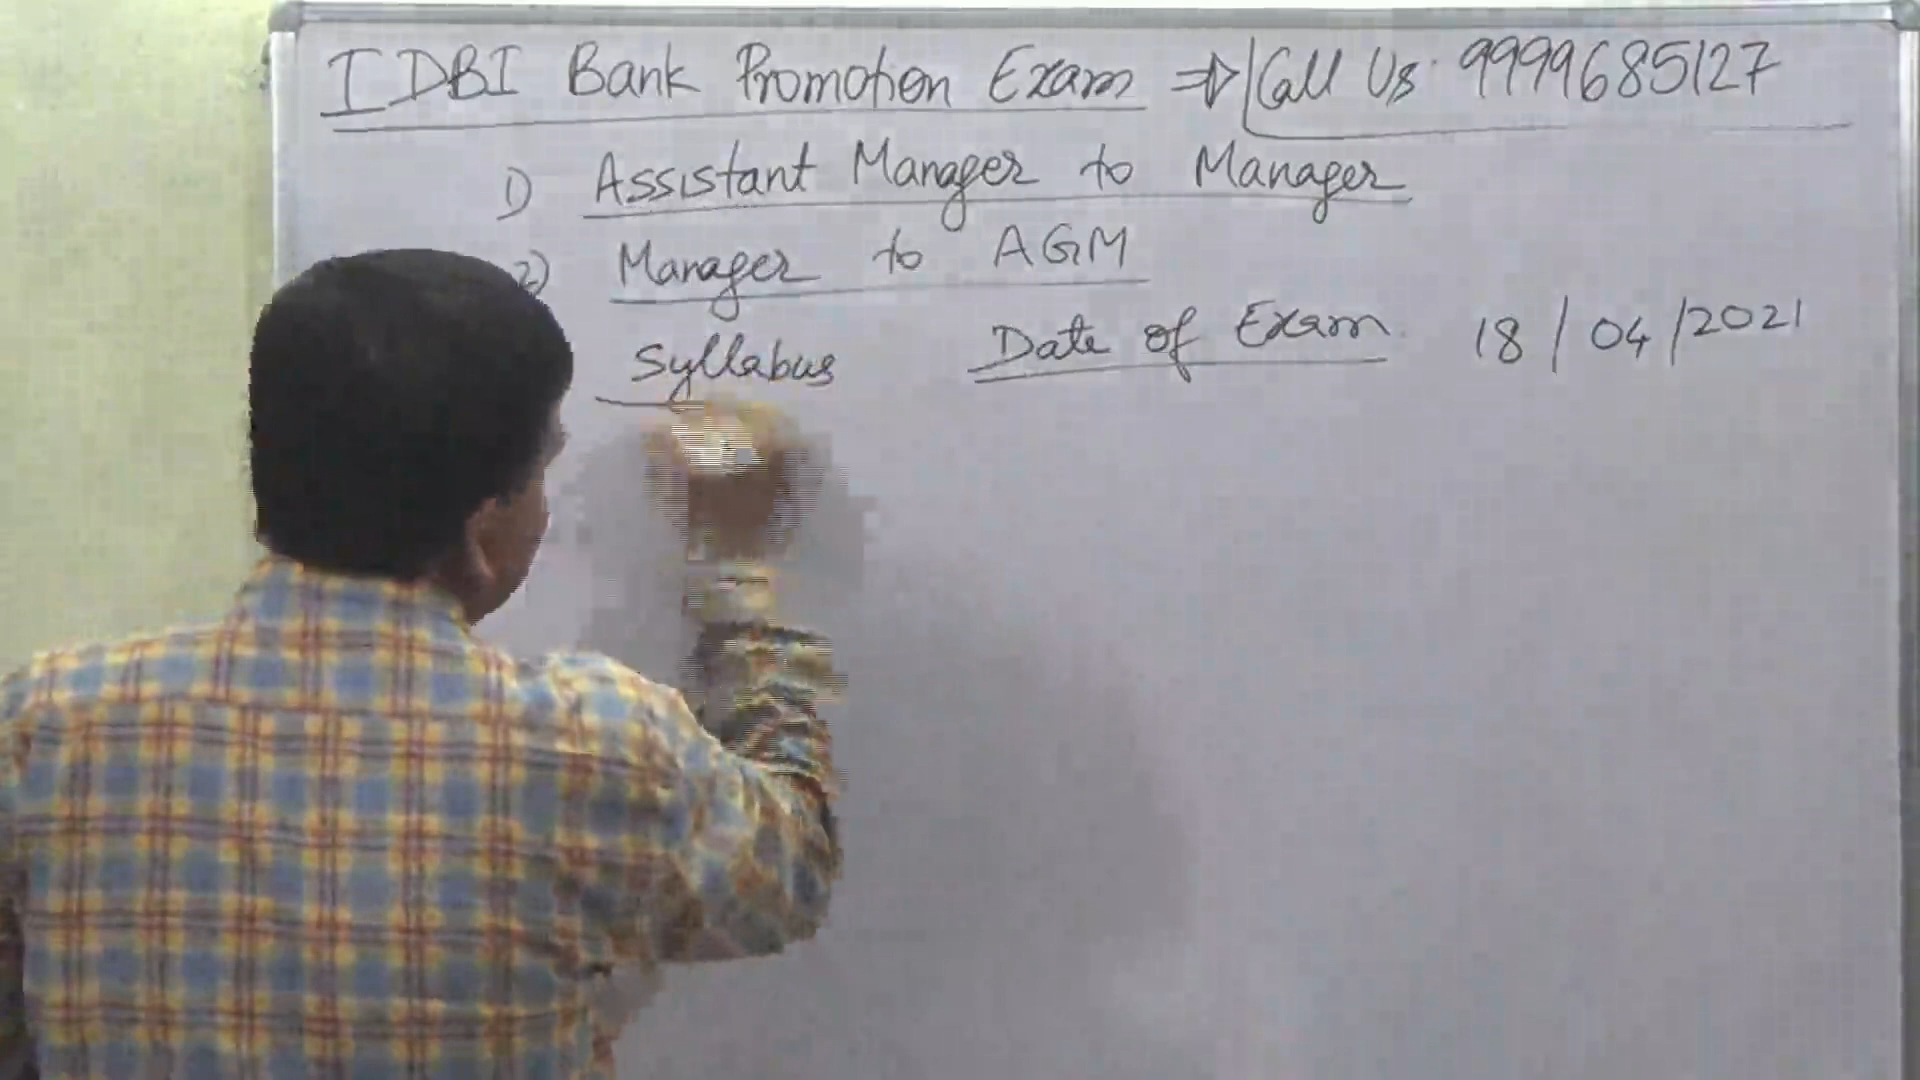 IDBI Bank Promotion Exam ⇒ Call Us: 9999685127
1) Assistant Manager to Manager
2) Manager to AGM
Syllabus Date of Exam 18/04/2021